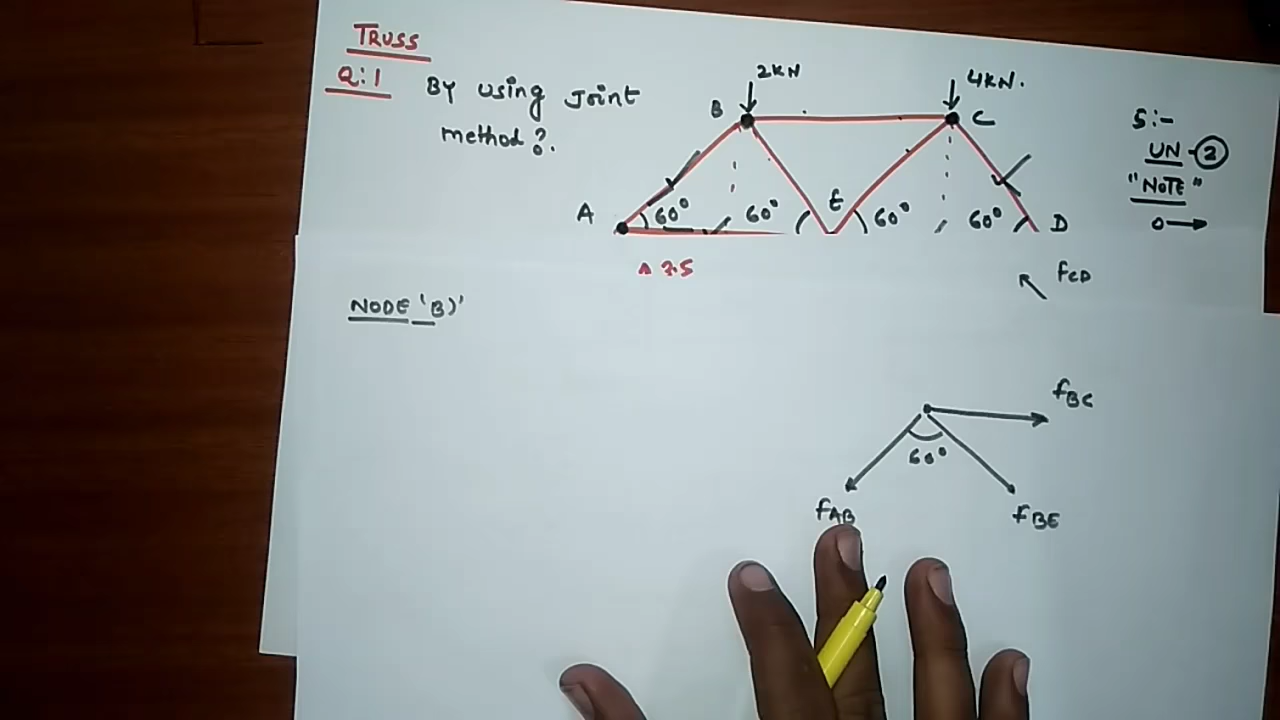 TRUSS
Q:1 By using Joint
method?.
2KN
4KN.
B
C
A
60°
60°
E
60°
60°
D
S:-
UN-2
"NOTE"
FCD
NODE 'B)'
fBC
60°
fAB
fBE